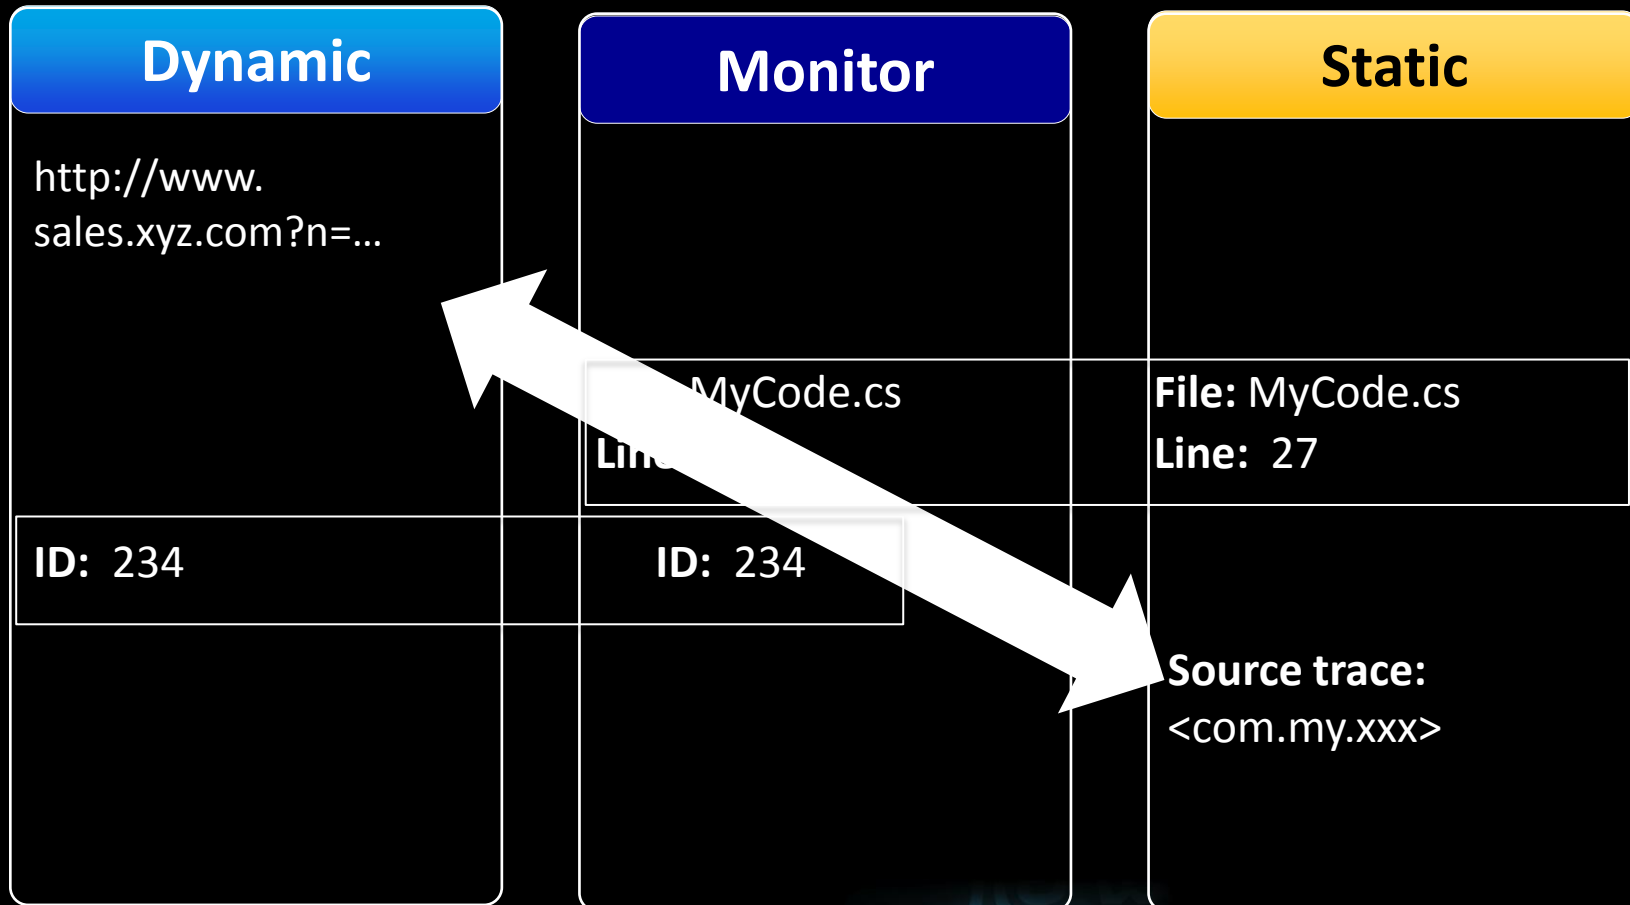 Dynamic
http://www.
sales.xyz.com?n=...
ID: 234
Monitor
MyCode.cs
ID: 234
Static
File: MyCode.cs
Line: 27
Source trace:
<com.my.xxx>